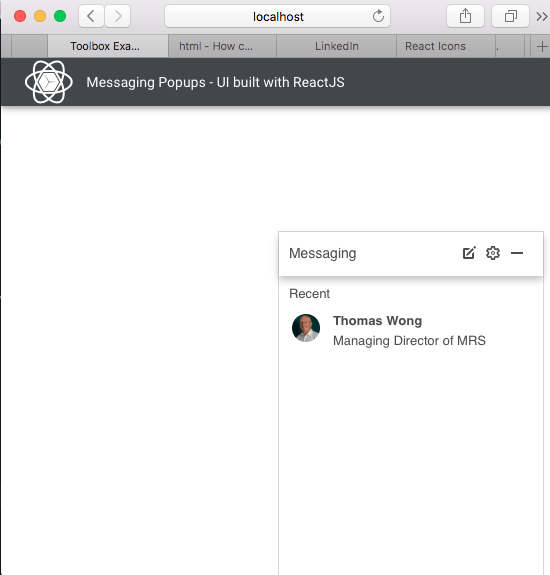 localhost
Toolbox Exa...
html - How c...
LinkedIn
React Icons
.
Messaging Popups - UI built with ReactJS
Messaging
Recent
Thomas Wong
Managing Director of MRS